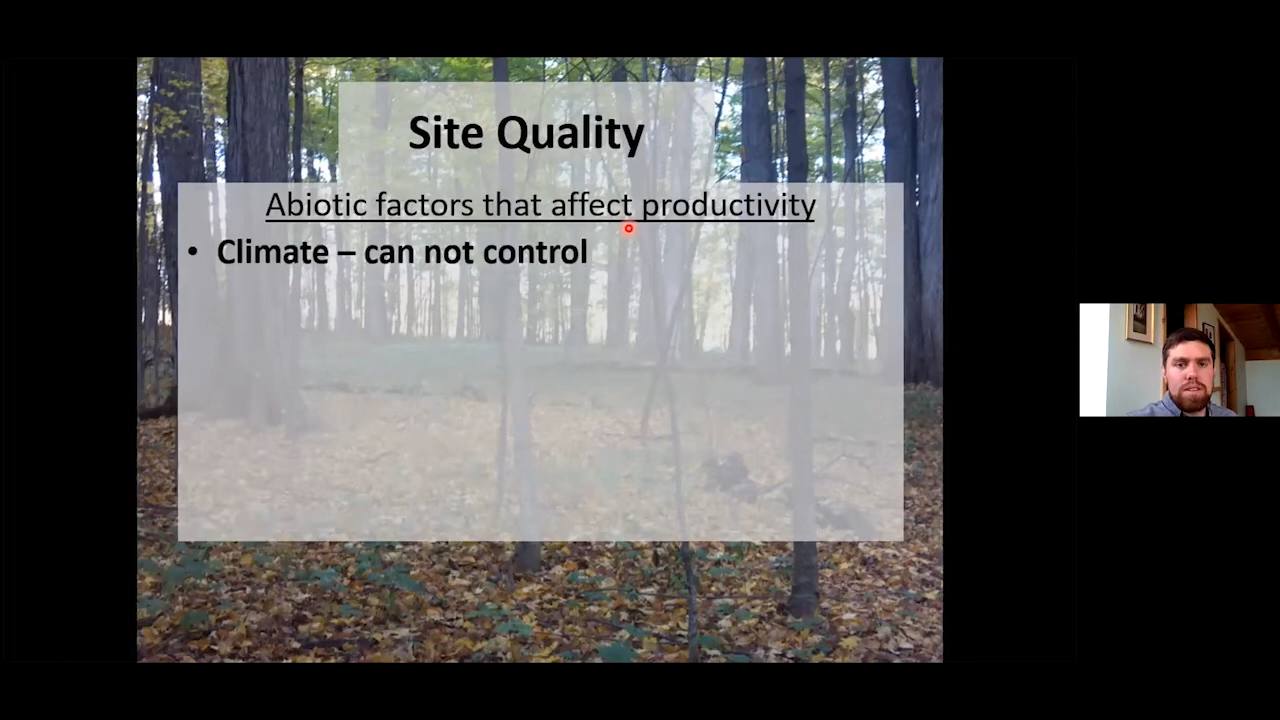 Site Quality
Abiotic factors that affect productivity
• Climate – can not control